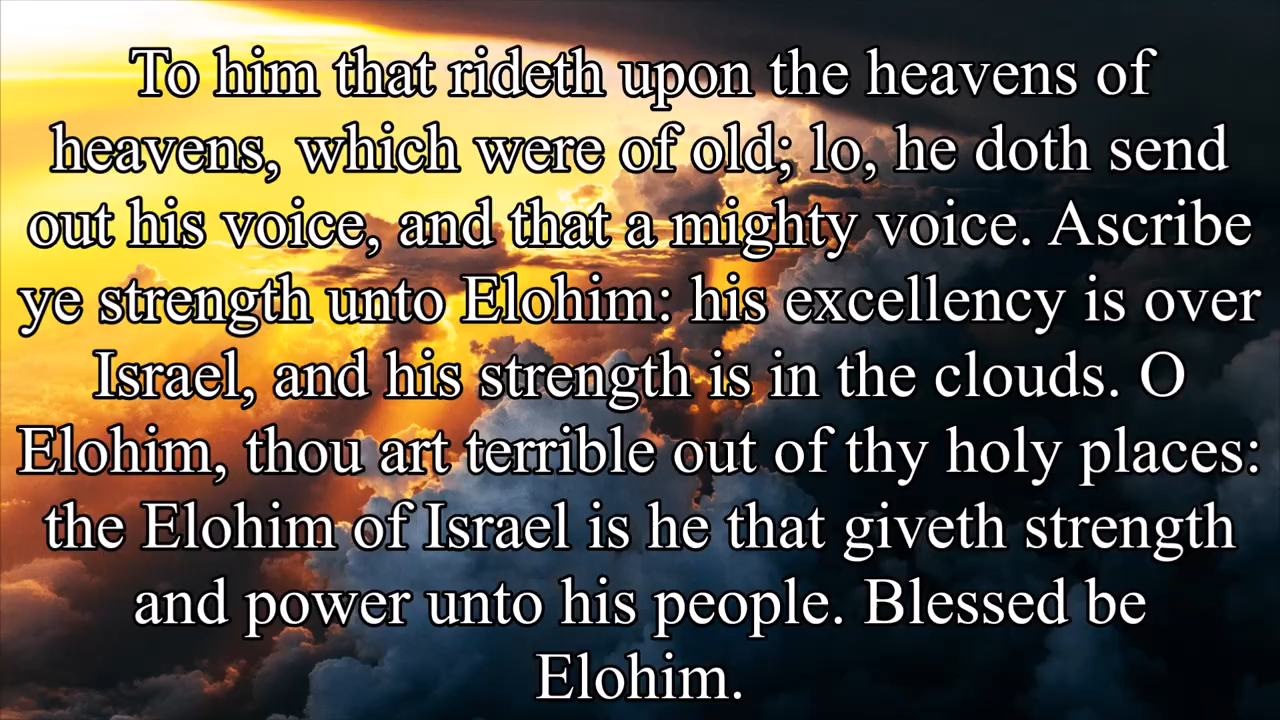 To him that rideth upon the heavens of
heavens, which were of old; lo, he doth send
out his voice, and that a mighty voice. Ascribe
ye strength unto Elohim: his excellency is over
Israel, and his strength is in the clouds. O
Elohim, thou art terrible out of thy holy places:
the Elohim of Israel is he that giveth strength
and power unto his people. Blessed be
Elohim.